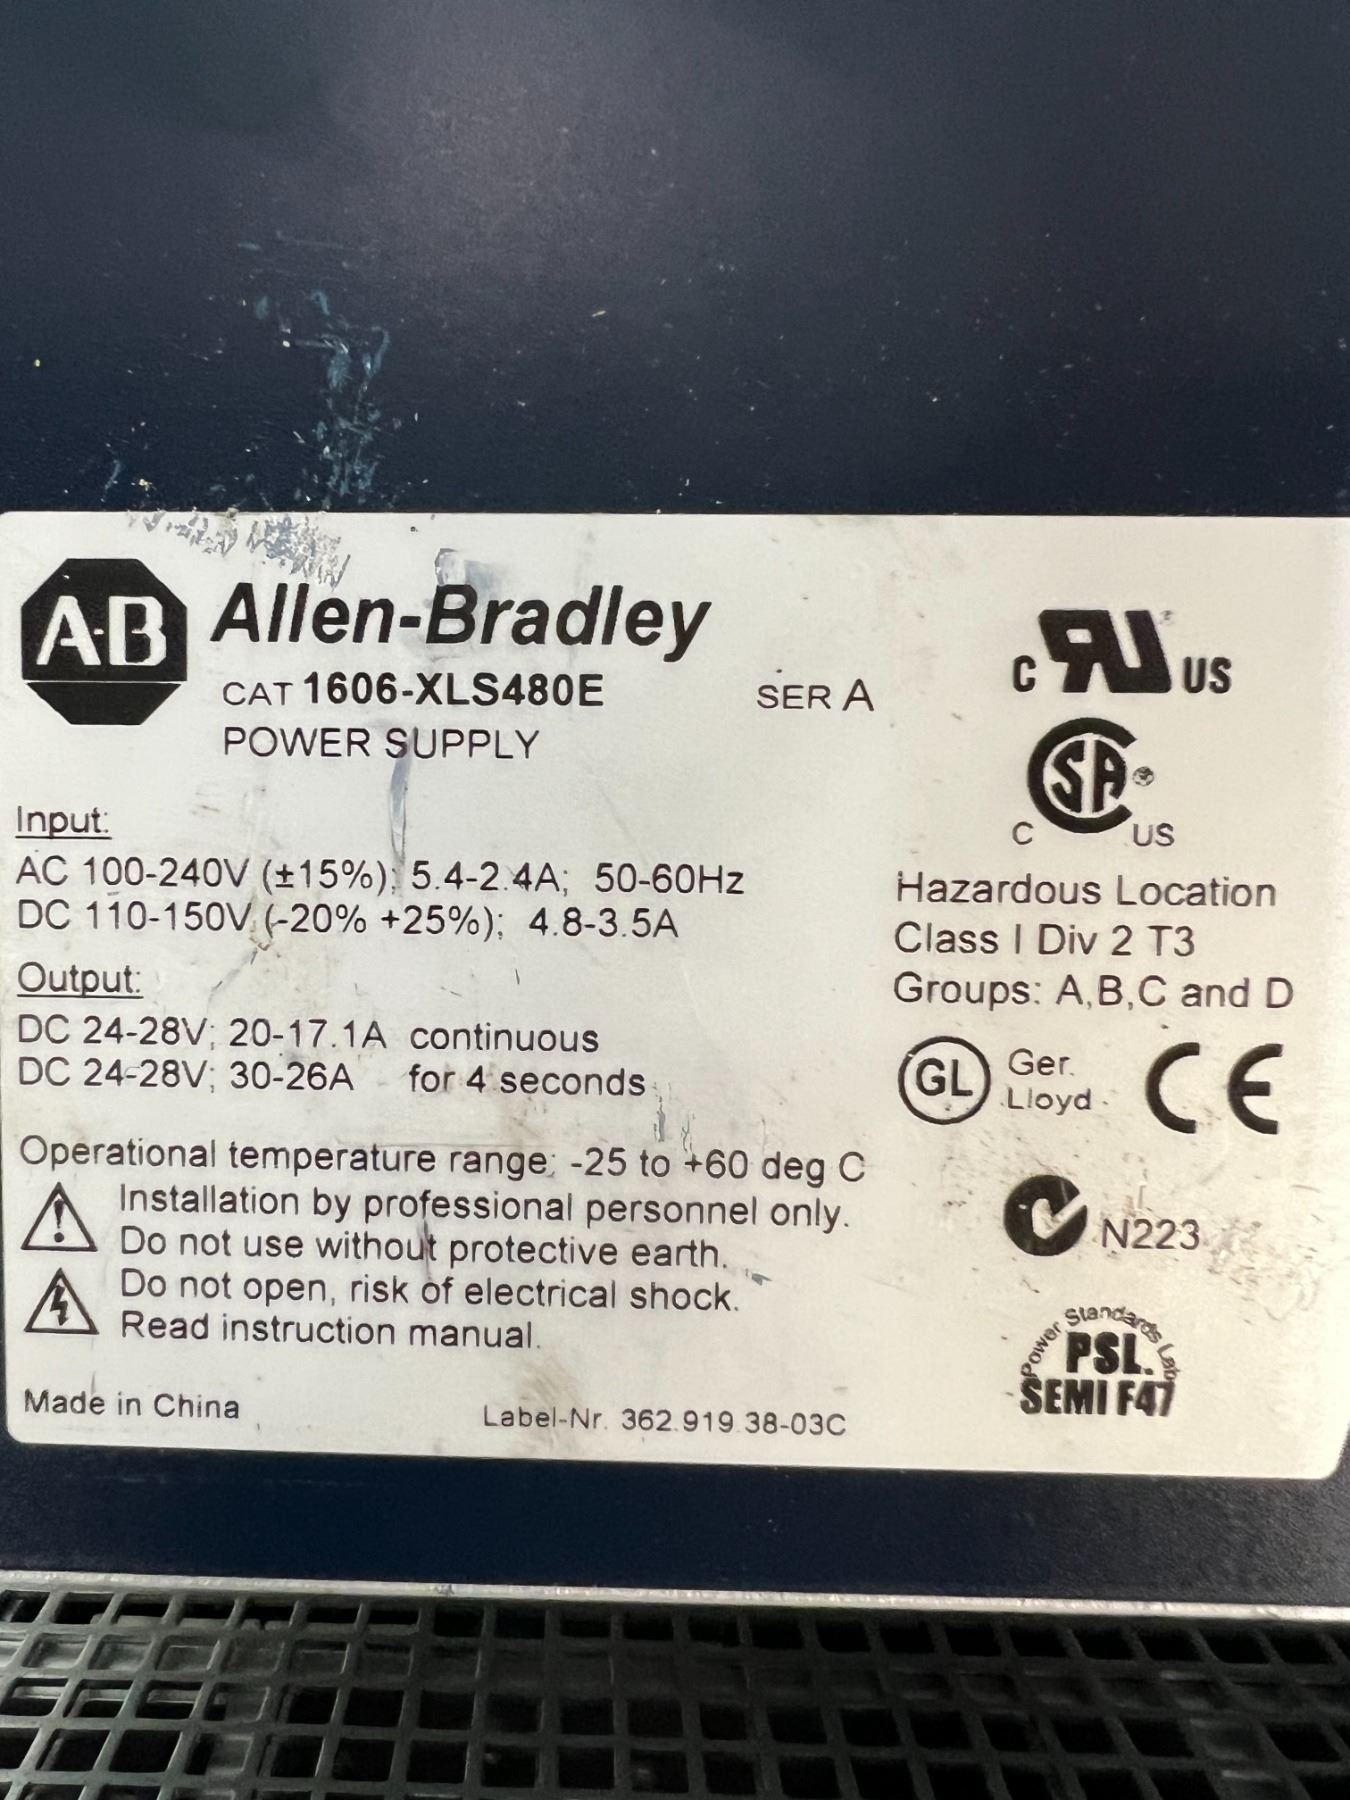 A-B Allen-Bradley
CAT 1606-XLS480E SER A
POWER SUPPLY
Input:
AC 100-240V (±15%); 5.4-2.4A; 50-60Hz
DC 110-150V (-20% +25%); 4.8-3.5A
Output:
DC 24-28V; 20-17.1A continuous
DC 24-28V; 30-26A for 4 seconds
Operational temperature range: -25 to +60 deg C
Installation by professional personnel only.
Do not use without protective earth.
Do not open, risk of electrical shock.
Read instruction manual.
Made in China
Label-Nr. 362.919.38-03C
C RU US
CSA
C US
Hazardous Location
Class I Div 2 T3
Groups: A,B,C and D
GL Ger.
Lloyd
CE
N223
Power Standards Lab
PSL.
SEMI F47